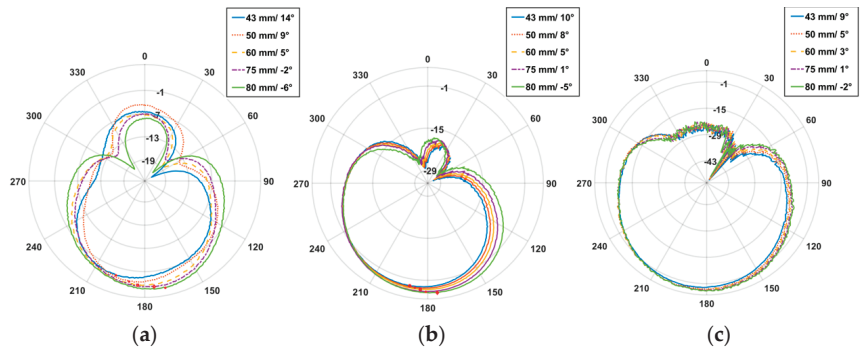 43 mm/ 14°
50 mm/ 9°
60 mm/ 5°
75 mm/ -2°
80 mm/ -6°
0
30
60
90
120
150
180
210
240
270
300
330
-1
-7
-13
-19
(a)
43 mm/ 10°
50 mm/ 8°
60 mm/ 5°
75 mm/ 1°
80 mm/ -5°
0
30
60
90
120
150
180
210
240
270
300
330
-1
-15
-29
(b)
43 mm/ 9°
50 mm/ 5°
60 mm/ 3°
75 mm/ 1°
80 mm/ -2°
0
30
60
90
120
150
180
210
240
270
300
330
-1
-15
-29
-43
(c)